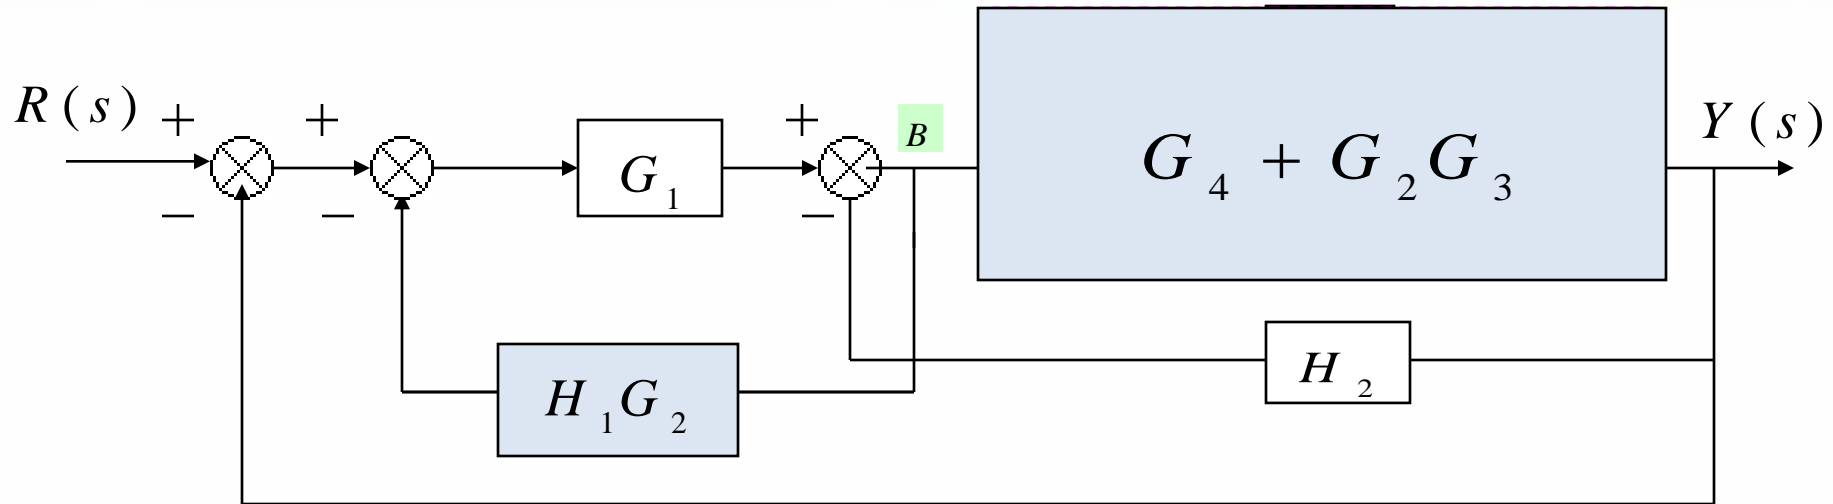 R(s)
+
+
+
B
Y(s)
G₁
G₄ + G₂G₃
−
−
−
H₂
H₁G₂